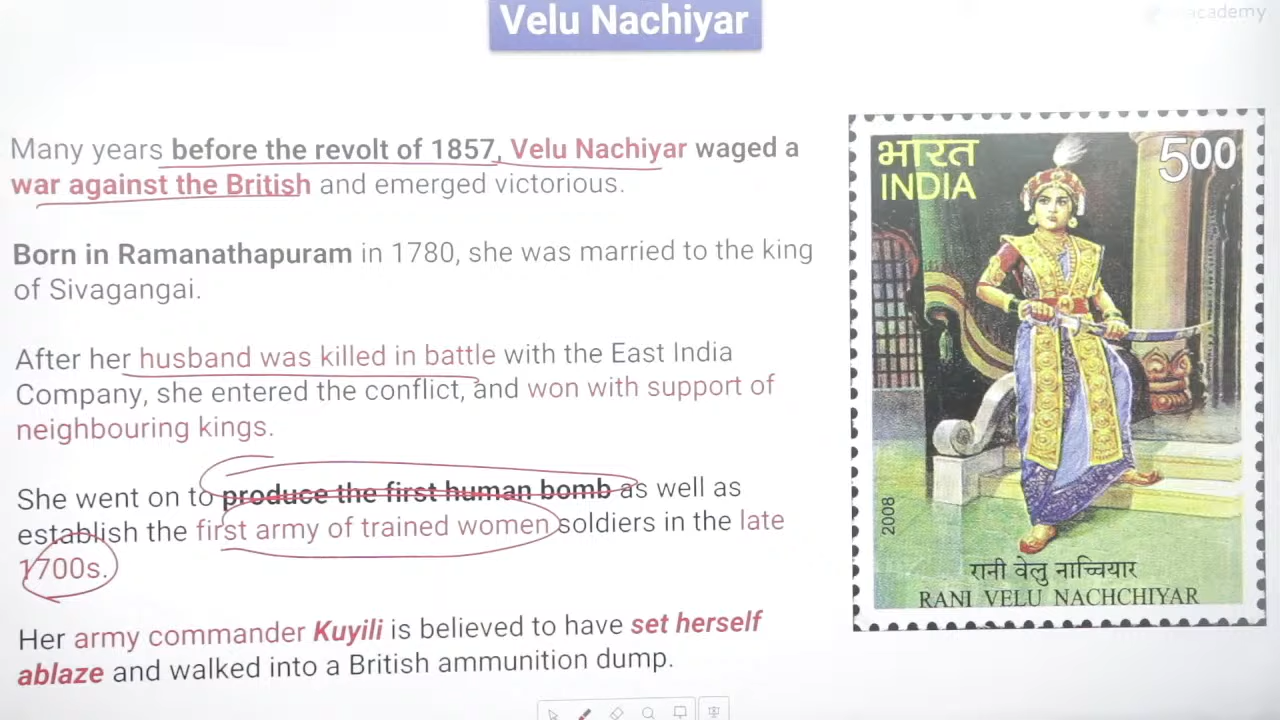 Velu Nachiyar
academy
Many years before the revolt of 1857, Velu Nachiyar waged a
war against the British and emerged victorious.
Born in Ramanathapuram in 1780, she was married to the king
of Sivagangai.
After her husband was killed in battle with the East India
Company, she entered the conflict, and won with support of
neighbouring kings.
She went on to produce the first human bomb as well as
establish the first army of trained women soldiers in the late
1700s.
Her army commander Kuyili is believed to have set herself
ablaze and walked into a British ammunition dump.
भारत
INDIA
500
2008
रानी वेलु नाच्चियार
RANI VELU NACHCHIYAR